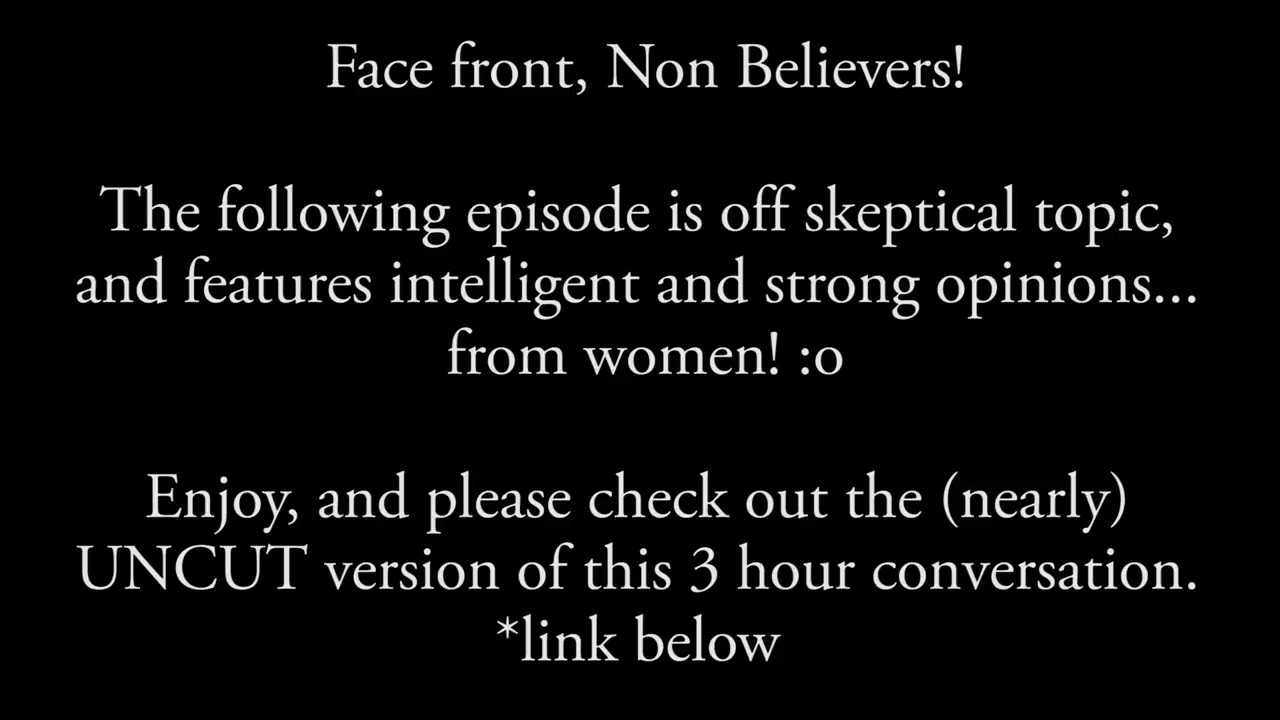 Face front, Non Believers!
The following episode is off skeptical topic,
and features intelligent and strong opinions...
from women! :o
Enjoy, and please check out the (nearly)
UNCUT version of this 3 hour conversation.
*link below